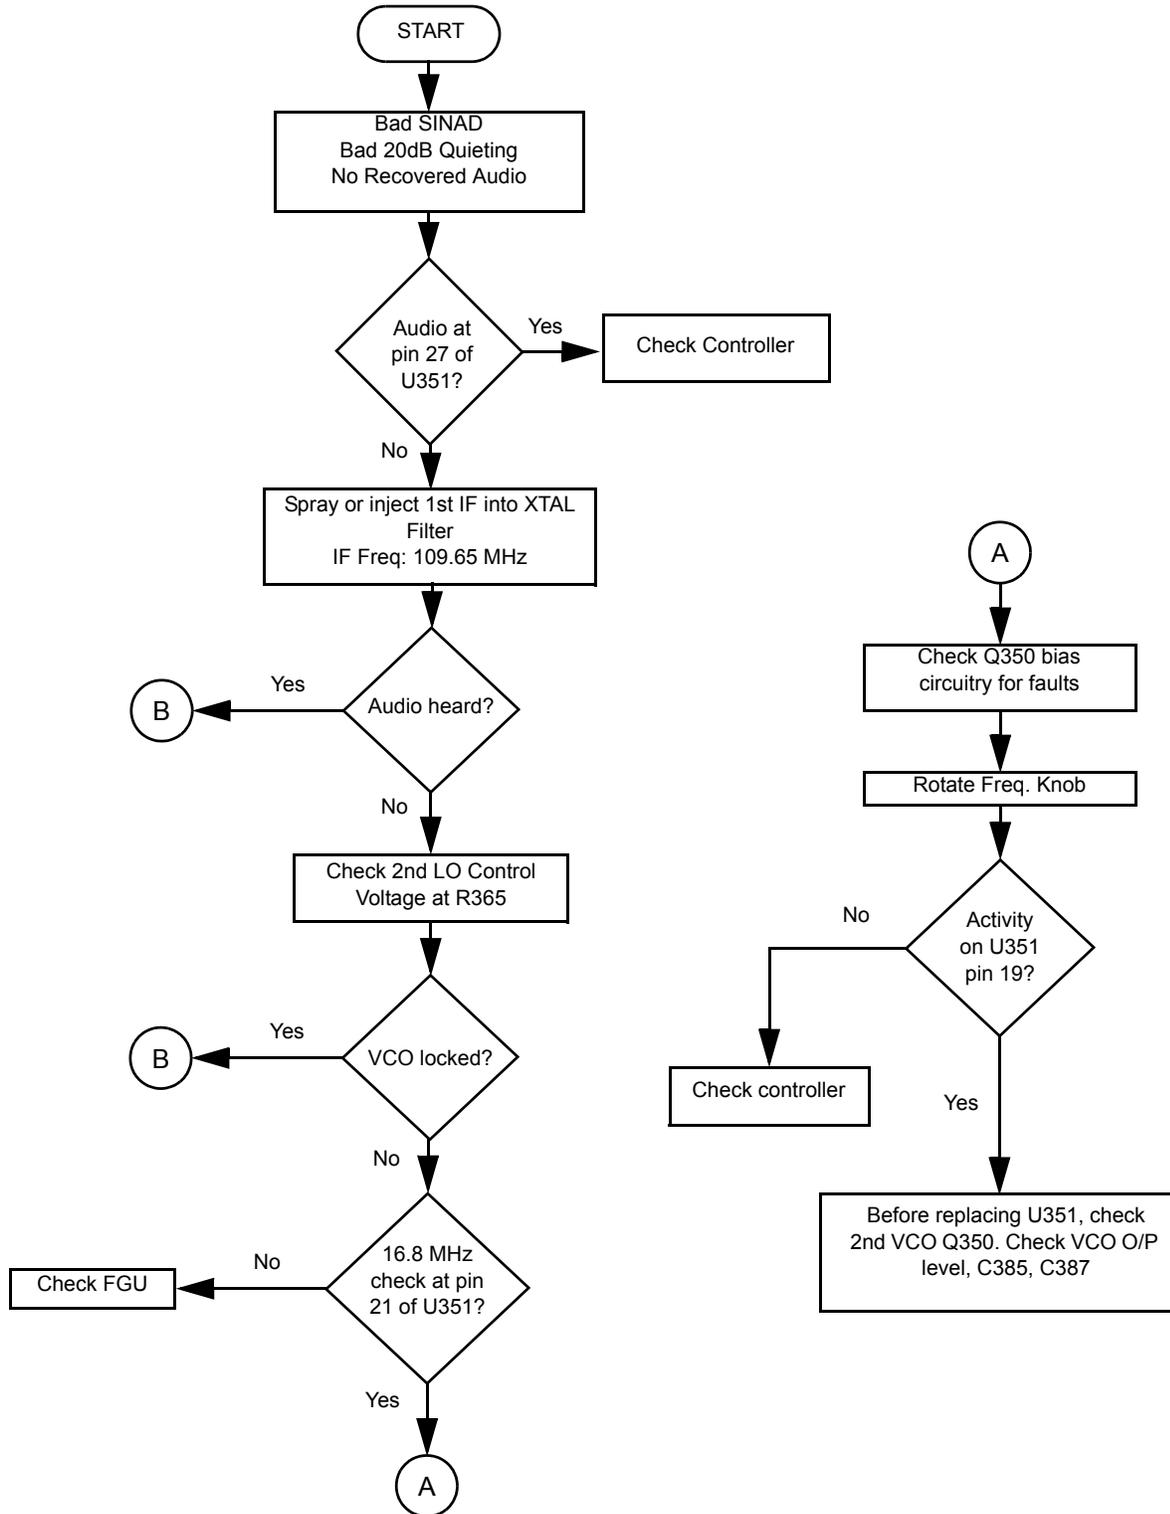 START
Bad SINAD
Bad 20dB Quieting
No Recovered Audio
Audio at
pin 27 of
U351?
Yes
Check Controller
No
Spray or inject 1st IF into XTAL
Filter
IF Freq: 109.65 MHz
Audio heard?
Yes
B
No
Check 2nd LO Control
Voltage at R365
VCO locked?
Yes
B
No
16.8 MHz
check at pin
21 of U351?
No
Check FGU
Yes
A
A
Check Q350 bias
circuitry for faults
Rotate Freq. Knob
Activity
on U351
pin 19?
No
Check controller
Yes
Before replacing U351, check
2nd VCO Q350. Check VCO O/P
level, C385, C387